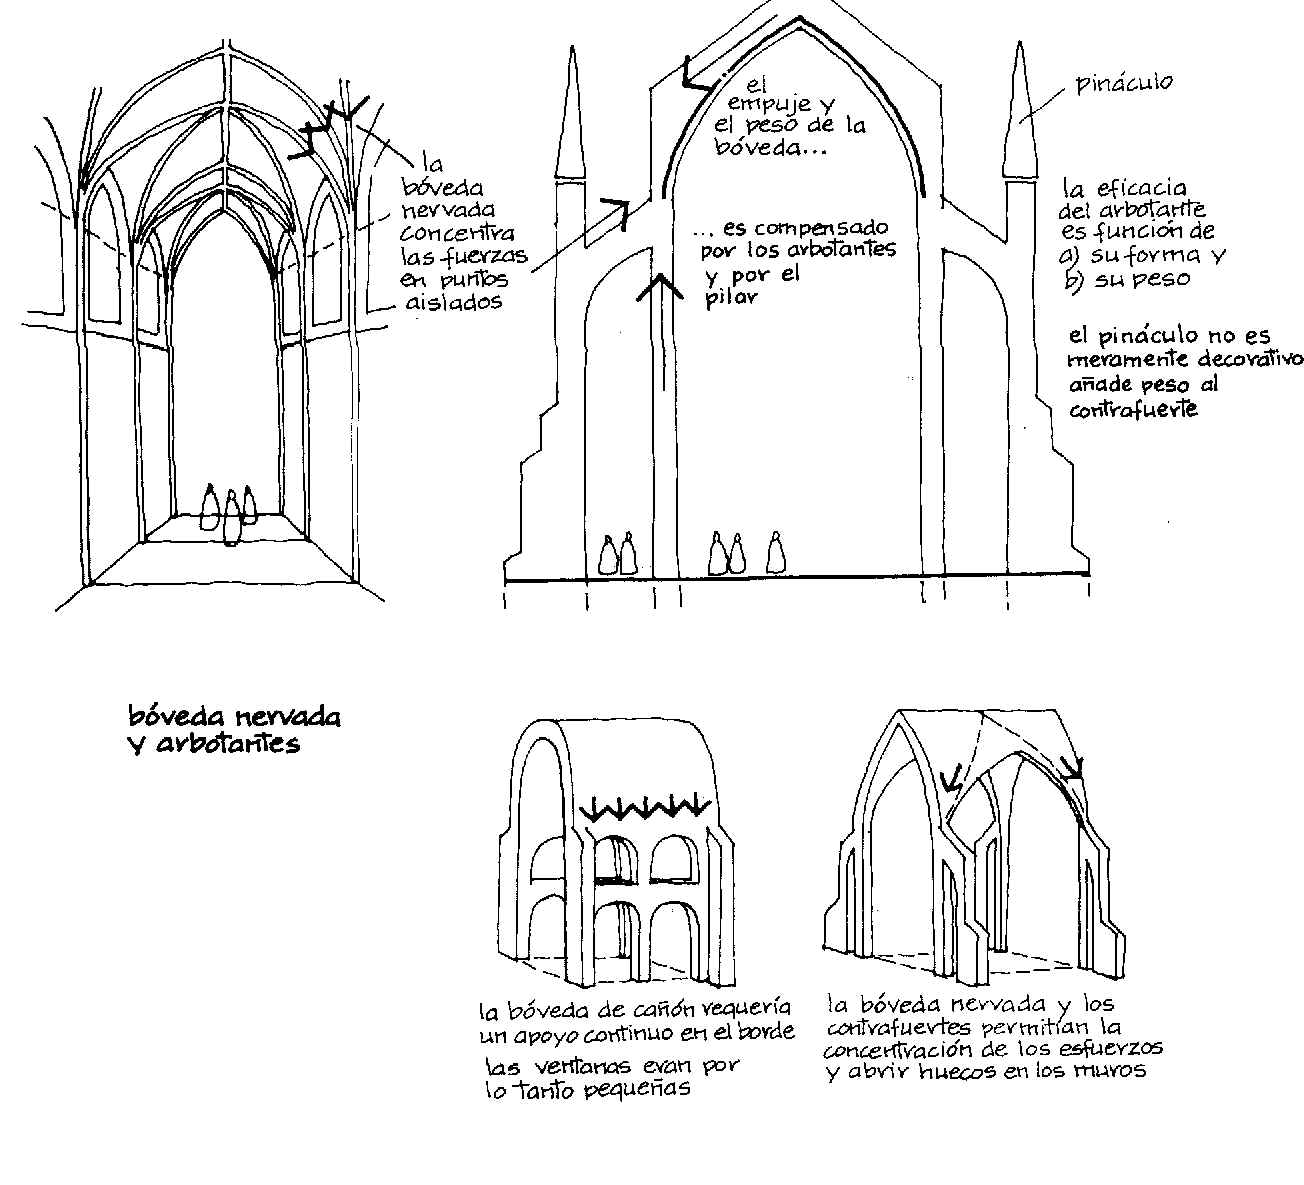 la
bóveda
nervada
concentra
las fuerzas
en puntos
aislados
el
empuje y
el peso de la
bóveda...
... es compensado
por los arbotantes
y por el
pilar
pináculo
la eficacia
del arbotante
es función de
a) su forma y
b) su peso
el pináculo no es
meramente decorativo
añade peso al
contrafuerte
bóveda nervada
y arbotantes
la bóveda de cañón requería
un apoyo continuo en el borde
las ventanas eran por
lo tanto pequeñas
la bóveda nervada y los
contrafuertes permitían la
concentración de los esfuerzos
y abrir huecos en los muros